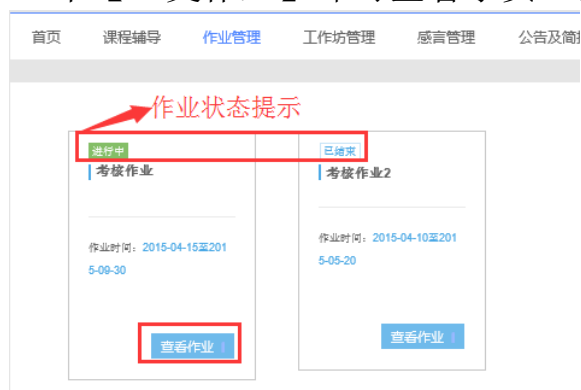 首页 课程辅导 作业管理 工作坊管理 感言管理 公告及简
作业状态提示
进行中
考核作业
作业时间：2015-04-15至201
5-09-30
查看作业
已结束
考核作业2
作业时间：2015-04-10至201
5-05-20
查看作业